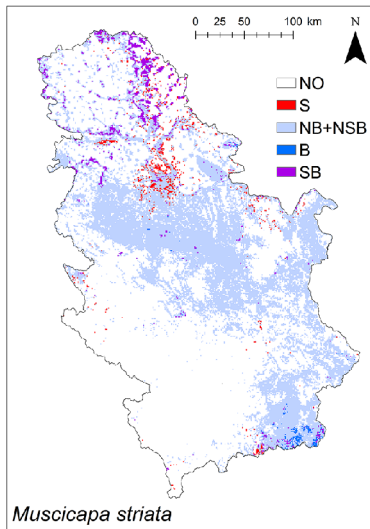 0 25 50 100 km N
NO
S
NB+NSB
B
SB
Muscicapa striata